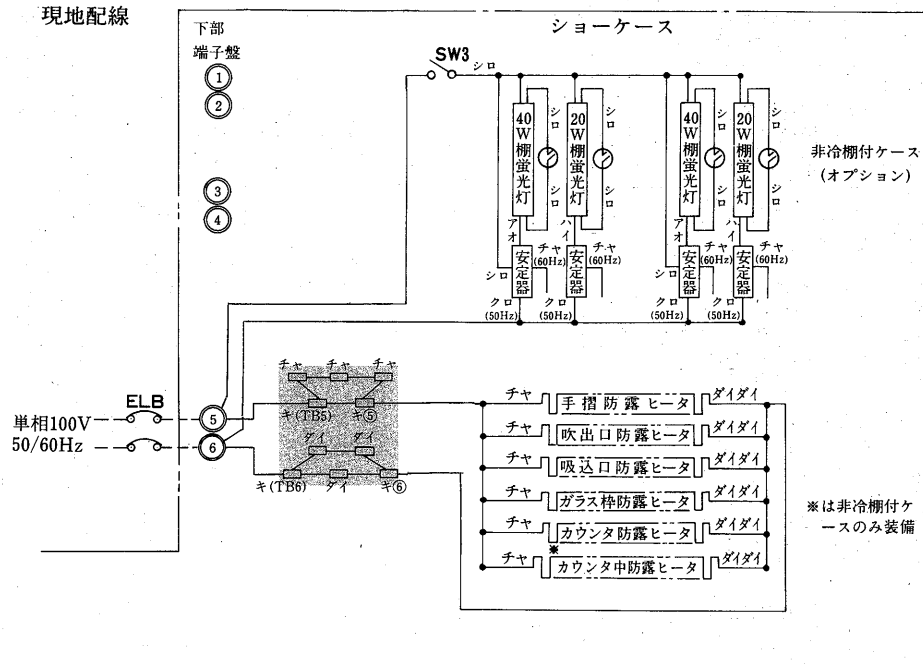 現地配線
ショーケース
下部
端子盤
①
②
③
④
SW3
シロ
40W棚蛍光灯
シロ
シロ
20W棚蛍光灯
シロ
シロ
40W棚蛍光灯
シロ
シロ
20W棚蛍光灯
シロ
シロ
非冷棚付ケース
(オプション)
アオ
ハイ
アオ
ハイ
シロ
安定器
チャ
(60Hz)
安定器
チャ
(60Hz)
シロ
安定器
チャ
(60Hz)
安定器
チャ
(60Hz)
クロ
(50Hz)
クロ
(50Hz)
クロ
(50Hz)
クロ
(50Hz)
チャ
チャ
チャ
ELB
単相100V
50/60Hz
⑤
⑥
キ(TB5)
キ⑤
ダイ
ダイ
キ(TB6)
ダイ
キ⑥
チャ
手摺防露ヒータ
ダイダイ
チャ
吹出口防露ヒータ
ダイダイ
チャ
吸込口防露ヒータ
ダイダイ
チャ
ガラス枠防露ヒータ
ダイダイ
チャ
カウンタ防露ヒータ
ダイダイ
※
チャ
カウンタ中防露ヒータ
ダイダイ
※は非冷棚付ケ
ースのみ装備